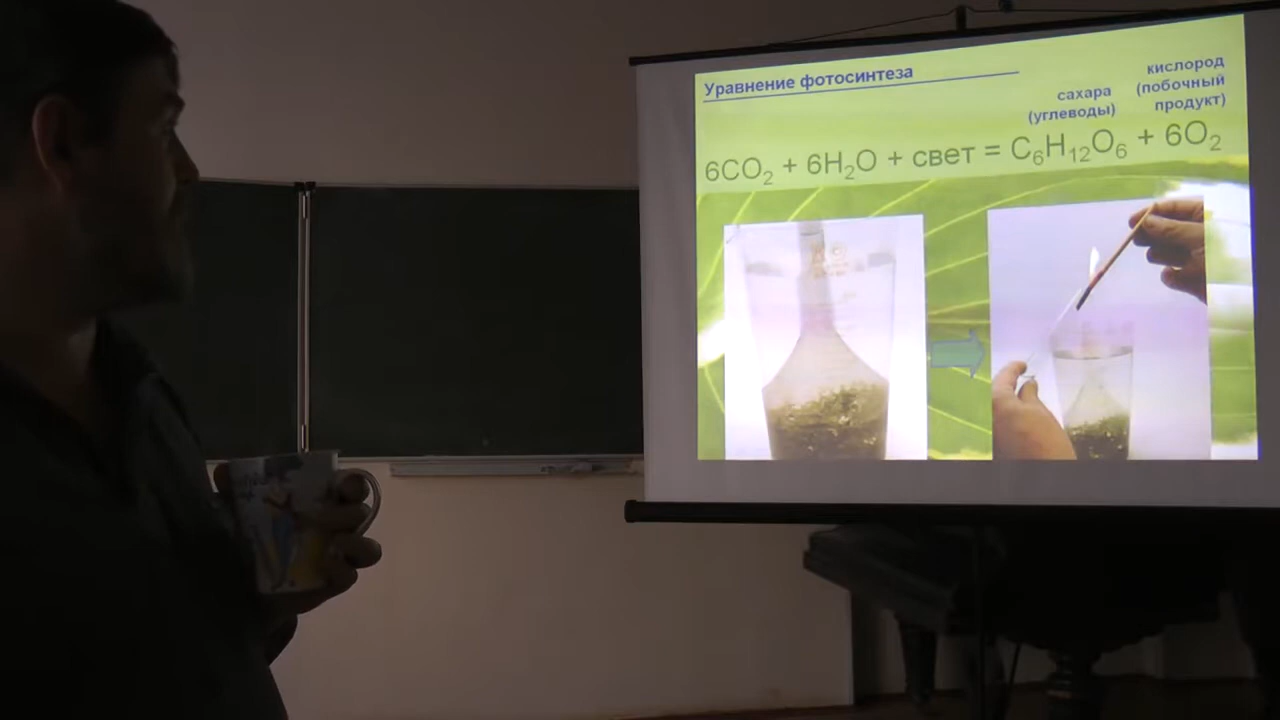 Уравнение фотосинтеза
сахара
(углеводы)
кислород
(побочный
продукт)
6CO₂ + 6H₂O + свет = C₆H₁₂O₆ + 6O₂